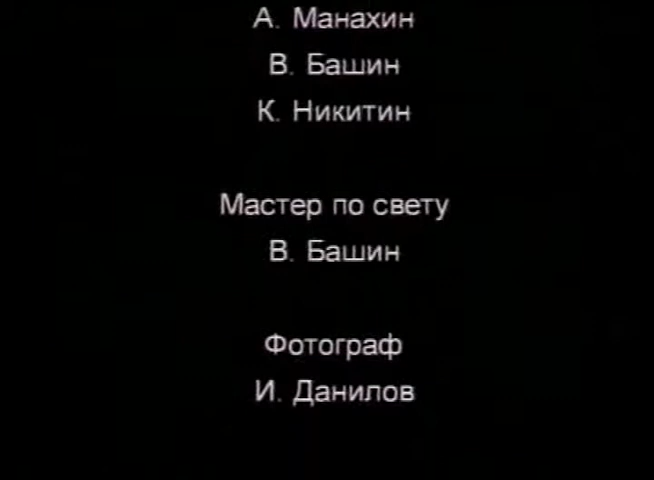 А. Манахин
В. Башин
К. Никитин
Мастер по свету
В. Башин
Фотограф
И. Данилов